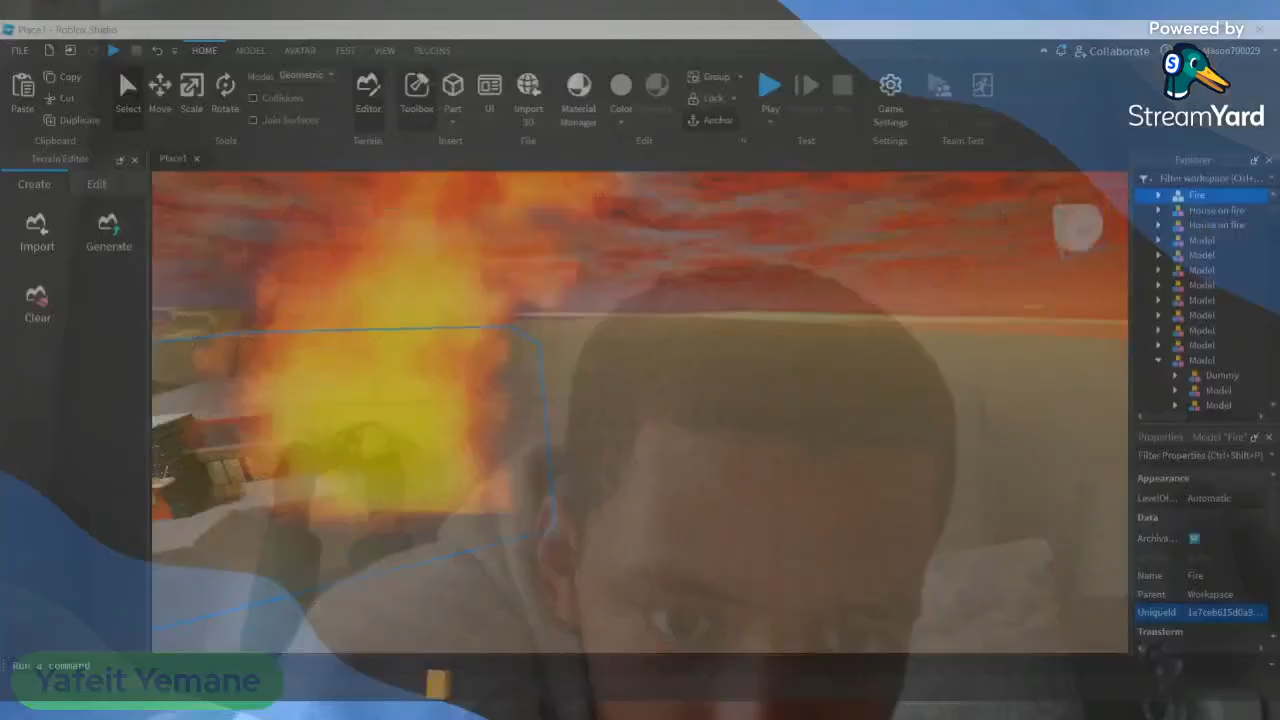 Place1 - Roblox Studio
Powered by
StreamYard
FILE HOME MODEL AVATAR TEST VIEW PLUGINS
Collaborate
Copy
Cut
Duplicate
Paste
Select Move Scale Rotate
Mode: Geometric
Collisions
Join Surfaces
Editor Toolbox Part UI Import 3D
Material Manager Color
Group
Lock
Anchor
Play
Game Settings
Clipboard Tools Terrain Insert File Edit Test Settings Team Test
Terrain Editor
Place1
Create Edit
Import Generate
Clear
Explorer
Filter workspace (Ctrl+...
Fire
House on fire
House on fire
Model
Model
Model
Model
Model
Model
Model
Model
Model
Dummy
Model
Model
Properties Model "Fire"
Filter Properties (Ctrl+Shift+P)
Appearance
LevelOf... Automatic
Data
Archiva...
Name Fire
Parent Workspace
UniqueId 1e7ceb615d0a9...
Transform
Run a command
Yafeit Yemane